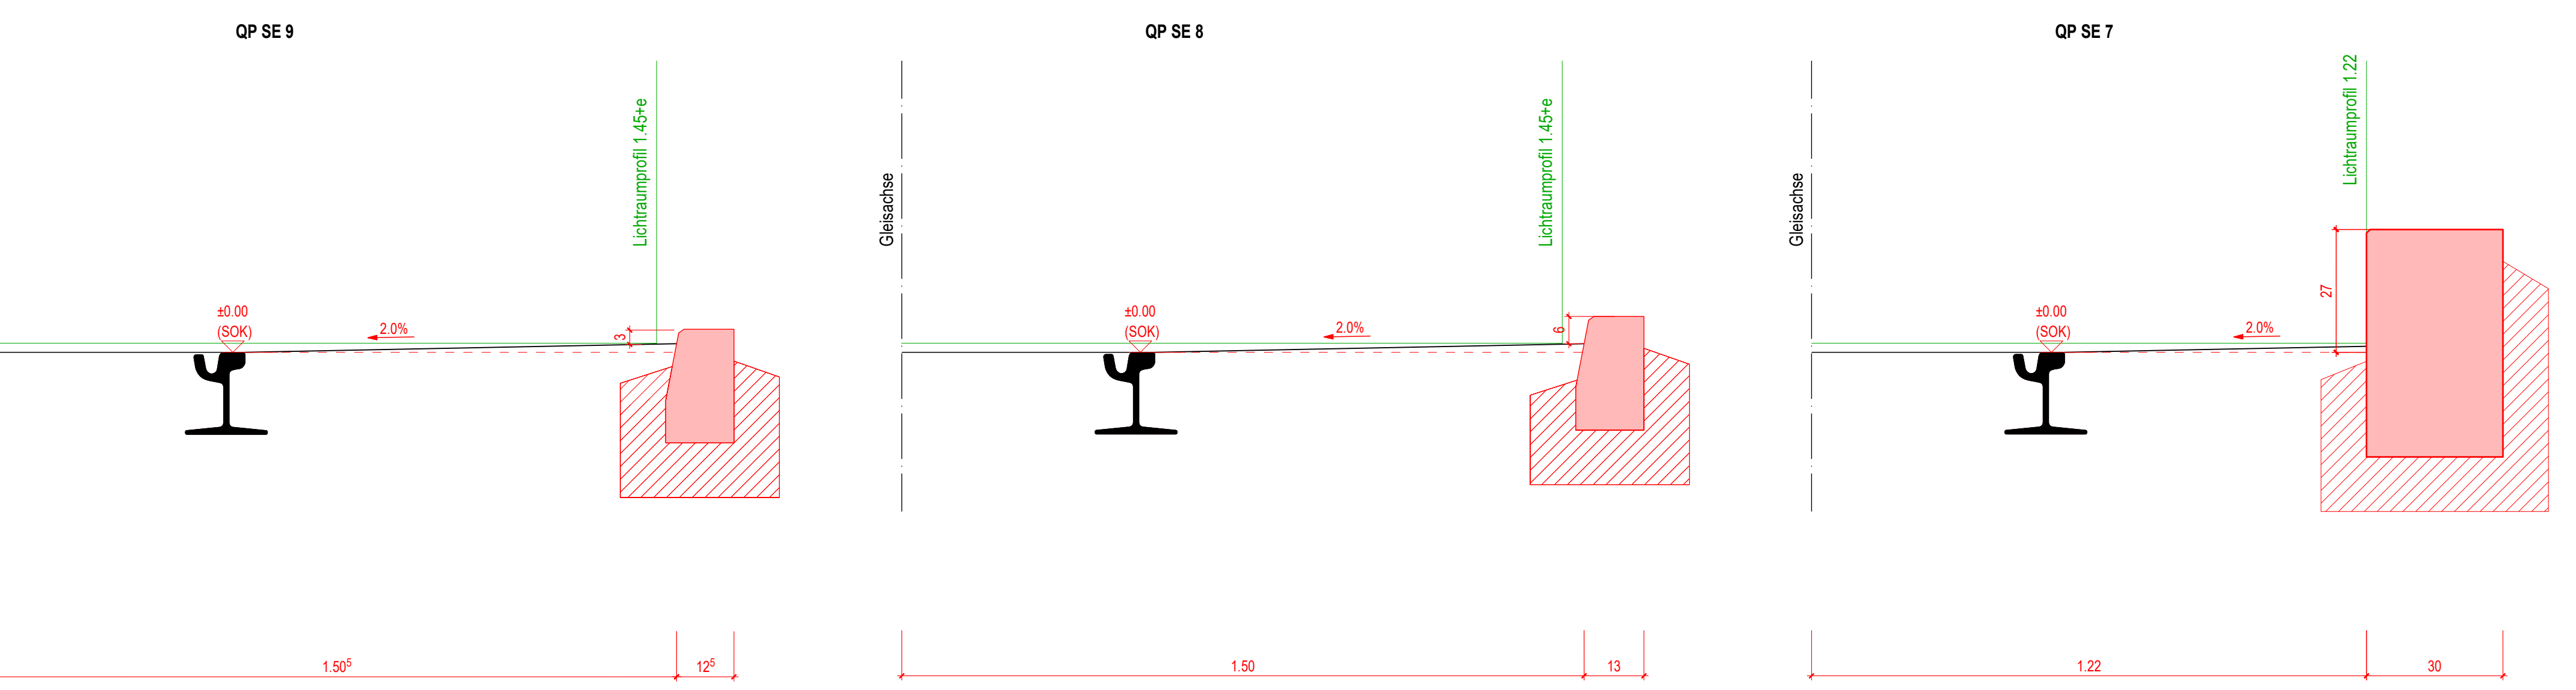 QP SE 9
Lichtraumprofil 1.45+e
±0.00
(SOK)
2.0%
3
1.50⁵
12⁵
QP SE 8
Gleisachse
Lichtraumprofil 1.45+e
±0.00
(SOK)
2.0%
6
1.50
13
QP SE 7
Gleisachse
Lichtraumprofil 1.22
±0.00
(SOK)
2.0%
27
1.22
30